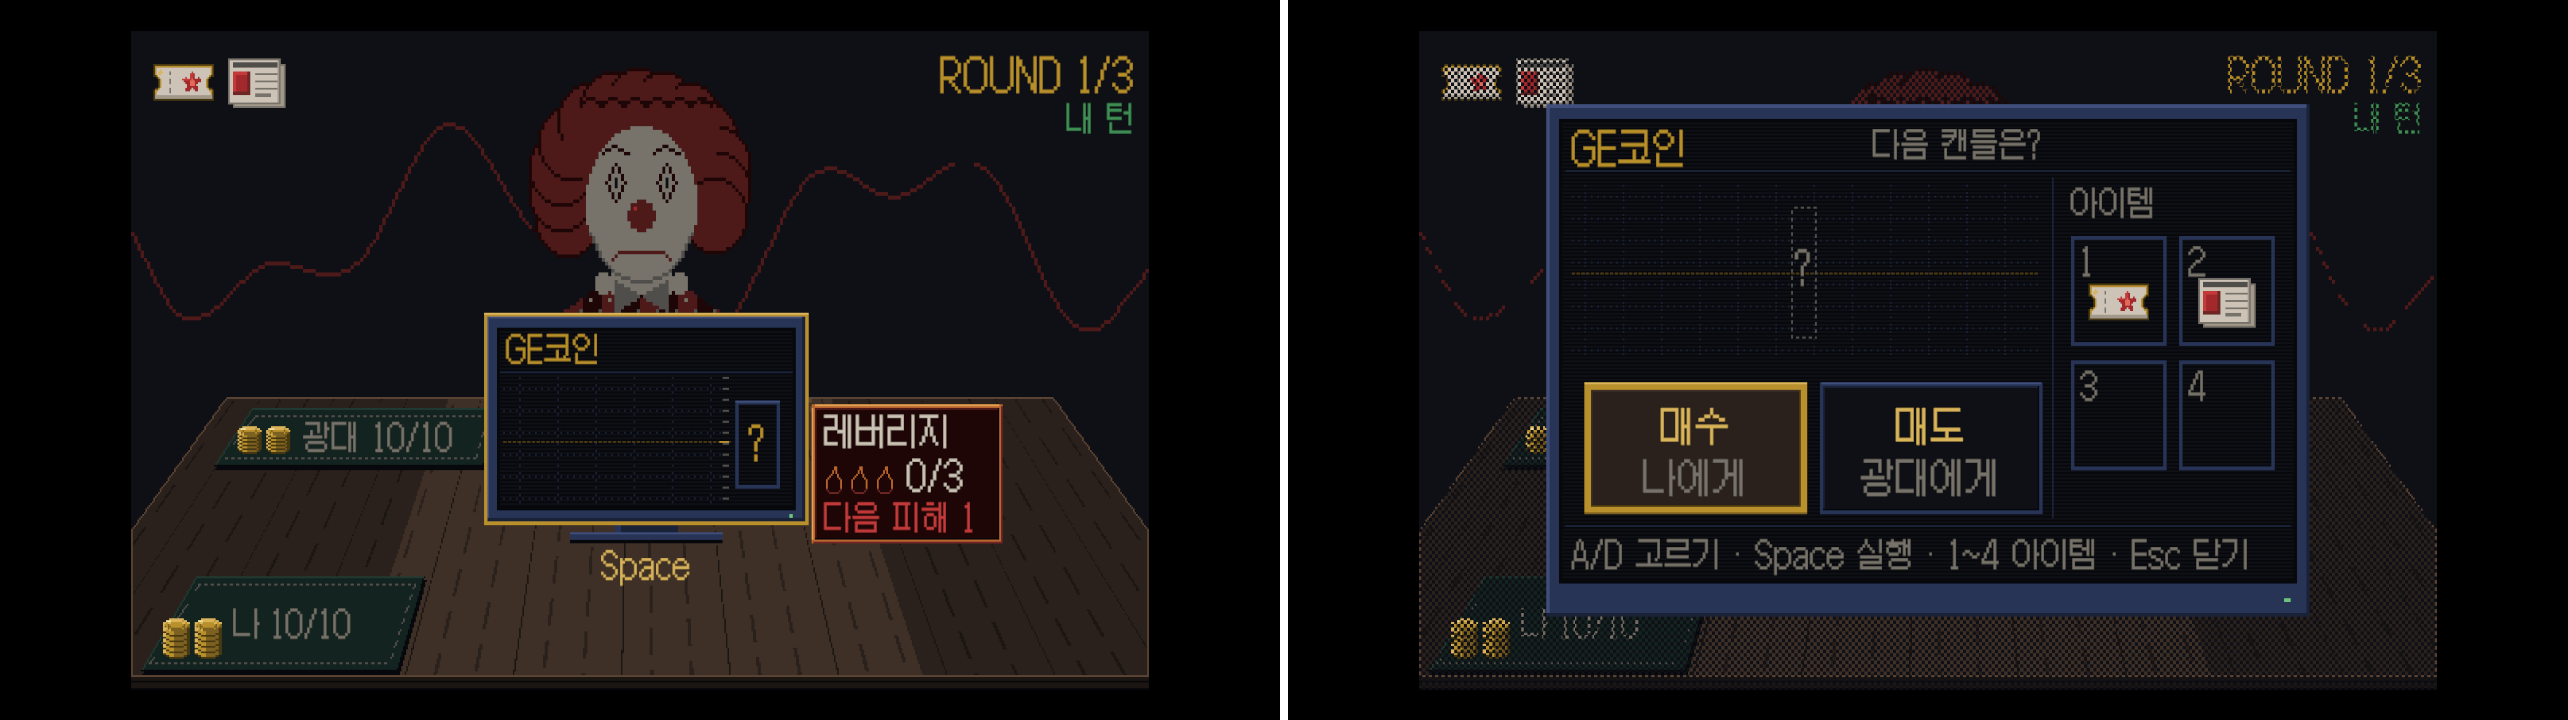 ROUND 1/3
내 턴
GE코인
?
광대 10/10
레버리지
0/3
다음 피해 1
Space
나 10/10
ROUND 1/3
내 턴
GE코인
다음 캔들은?
?
아이템
1
2
3
4
매수
나에게
매도
광대에게
A/D 고르기 · Space 실행 · 1~4 아이템 · Esc 닫기
나 10/10